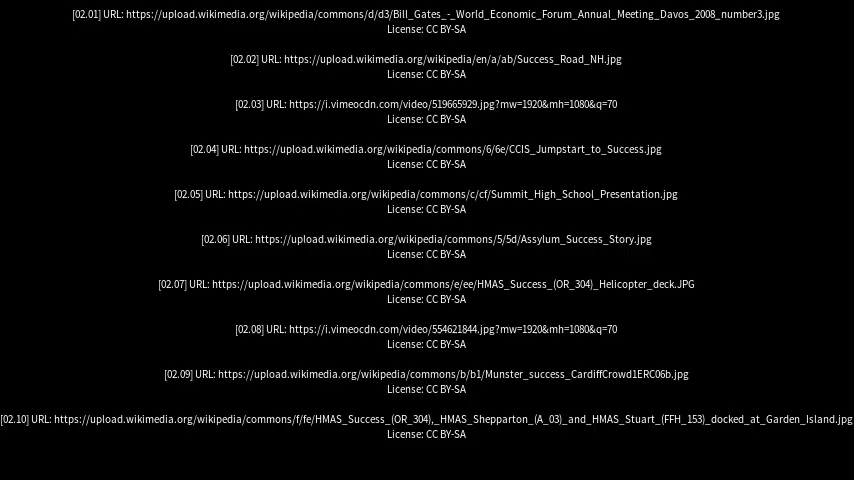 [02.01] URL: https://upload.wikimedia.org/wikipedia/commons/d/d3/Bill_Gates_-_World_Economic_Forum_Annual_Meeting_Davos_2008_number3.jpg
License: CC BY-SA
[02.02] URL: https://upload.wikimedia.org/wikipedia/en/a/ab/Success_Road_NH.jpg
License: CC BY-SA
[02.03] URL: https://i.vimeocdn.com/video/519665929.jpg?mw=1920&mh=1080&q=70
License: CC BY-SA
[02.04] URL: https://upload.wikimedia.org/wikipedia/commons/6/6e/CCIS_Jumpstart_to_Success.jpg
License: CC BY-SA
[02.05] URL: https://upload.wikimedia.org/wikipedia/commons/c/cf/Summit_High_School_Presentation.jpg
License: CC BY-SA
[02.06] URL: https://upload.wikimedia.org/wikipedia/commons/5/5d/Assylum_Success_Story.jpg
License: CC BY-SA
[02.07] URL: https://upload.wikimedia.org/wikipedia/commons/e/ee/HMAS_Success_(OR_304)_Helicopter_deck.JPG
License: CC BY-SA
[02.08] URL: https://i.vimeocdn.com/video/554621844.jpg?mw=1920&mh=1080&q=70
License: CC BY-SA
[02.09] URL: https://upload.wikimedia.org/wikipedia/commons/b/b1/Munster_success_CardiffCrowd1ERC06b.jpg
License: CC BY-SA
[02.10] URL: https://upload.wikimedia.org/wikipedia/commons/f/fe/HMAS_Success_(OR_304),_HMAS_Shepparton_(A_03)_and_HMAS_Stuart_(FFH_153)_docked_at_Garden_Island.jpg
License: CC BY-SA